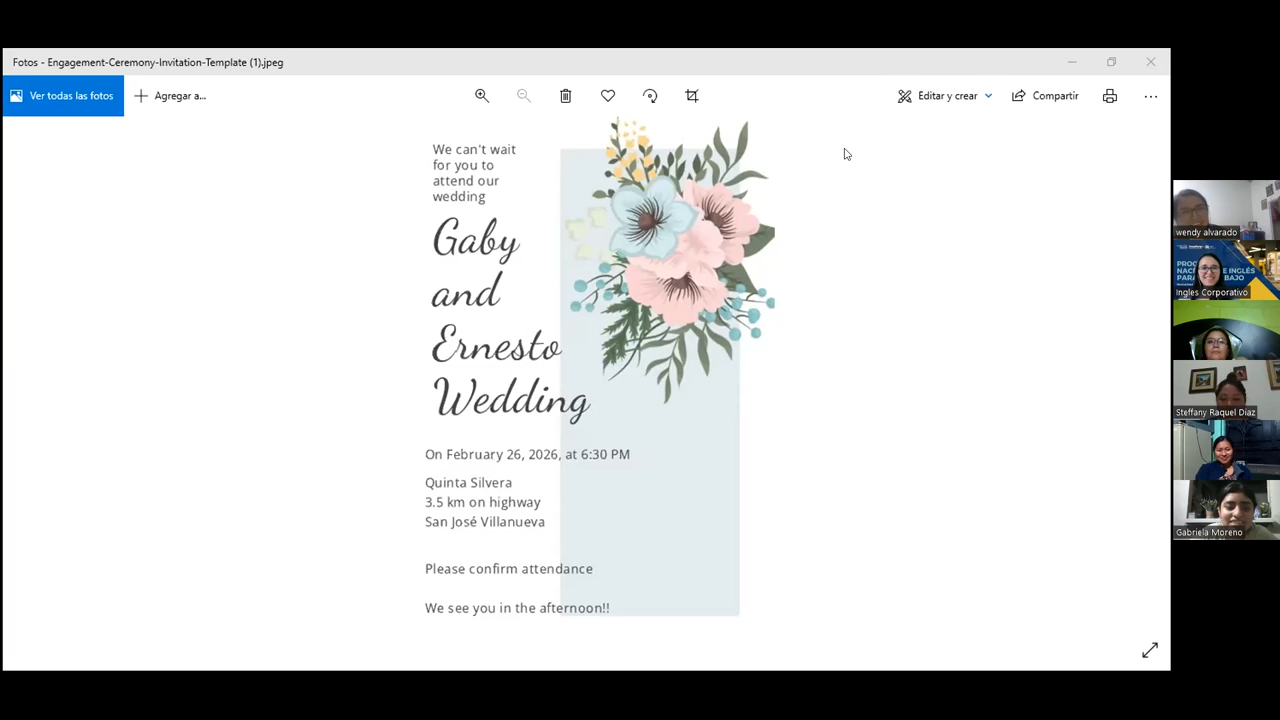 Fotos - Engagement-Ceremony-Invitation-Template (1).jpeg
Ver todas las fotos
Agregar a...
Editar y crear
Compartir
We can't wait
for you to
attend our
wedding
Gaby
and
Ernesto
Wedding
On February 26, 2026, at 6:30 PM
Quinta Silvera
3.5 km on highway
San José Villanueva
Please confirm attendance
We see you in the afternoon!!
wendy alvarado
Ingles Corporativo
Steffany Raquel Diaz
Gabriela Moreno